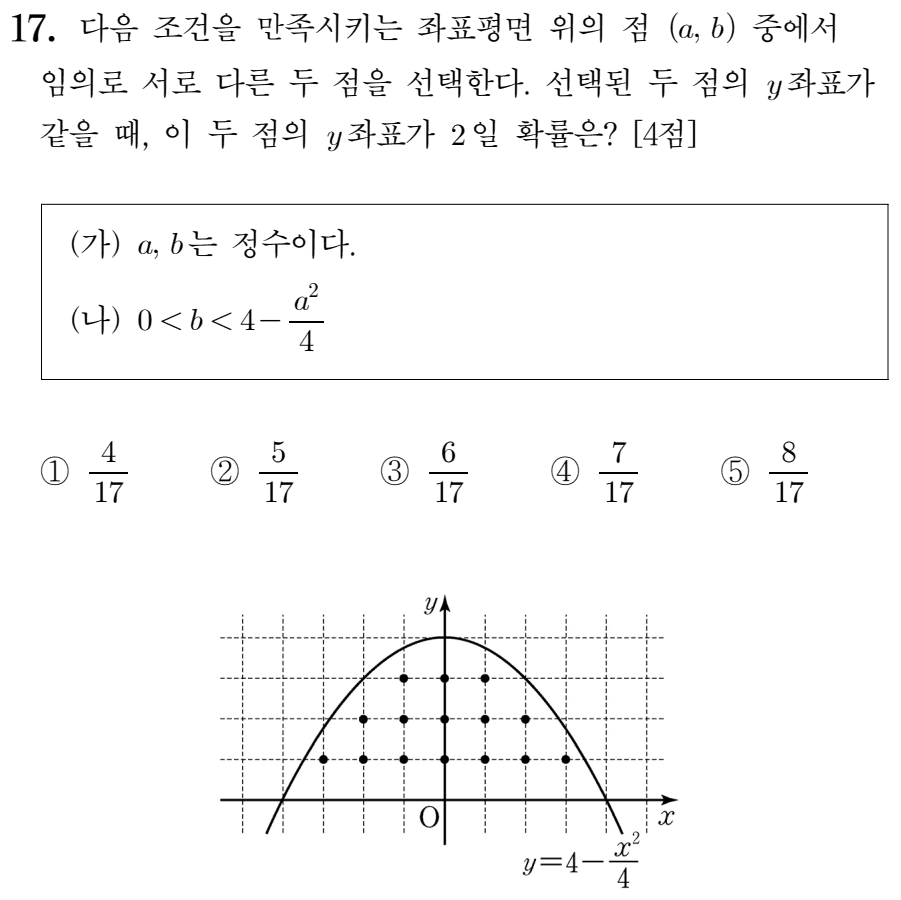 17. 다음 조건을 만족시키는 좌표평면 위의 점 (a, b) 중에서
임의로 서로 다른 두 점을 선택한다. 선택된 두 점의 y좌표가
같을 때, 이 두 점의 y좌표가 2일 확률은? [4점]
(가) a, b는 정수이다.
(나) 0 < b < 4 − a²/4
① 4/17 ② 5/17 ③ 6/17 ④ 7/17 ⑤ 8/17
y
O
x
y=4−x²/4